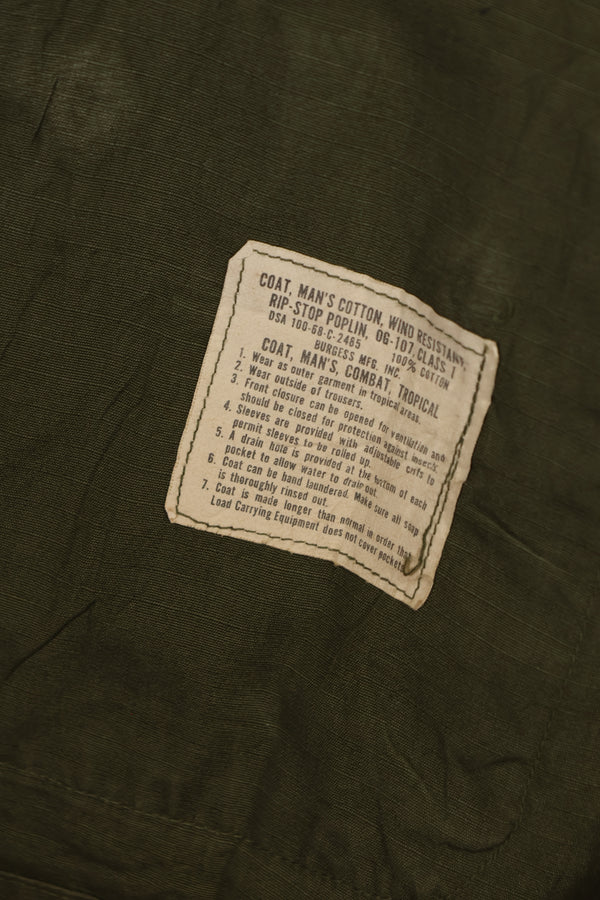 COAT, MAN'S COTTON, WIND RESISTANT,
RIP-STOP POPLIN, OG-107, CLASS 1
DSA 100-68-C-2465 100% COTTON
BURGESS MFG. INC.
COAT, MAN'S, COMBAT, TROPICAL
1. Wear as outer garment in tropical areas.
2. Wear outside of trousers.
3. Front closure can be opened for ventilation and
should be closed for protection against insects.
4. Sleeves are provided with adjustable cuffs to
permit sleeves to be rolled up.
5. A drain hole is provided at the bottom of each
pocket to allow water to drain out.
6. Coat can be hand laundered. Make sure all soap
is thoroughly rinsed out.
7. Coat is made longer than normal in order that
Load Carrying Equipment does not cover pockets